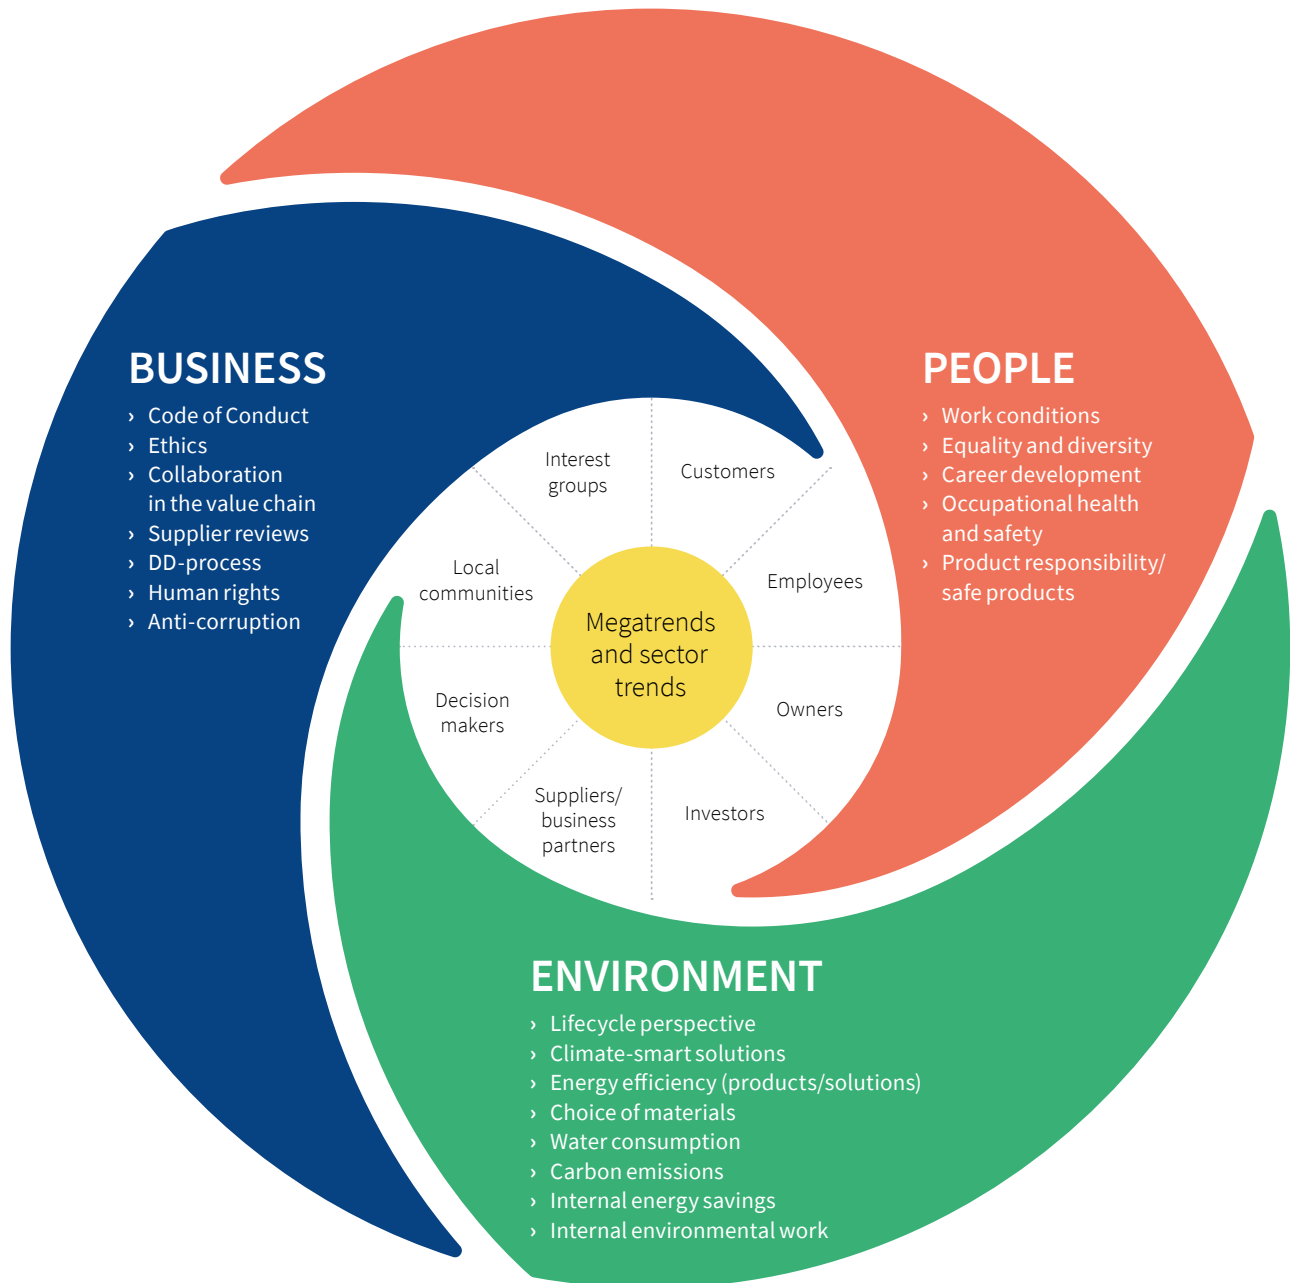 BUSINESS
› Code of Conduct
› Ethics
› Collaboration
in the value chain
› Supplier reviews
› DD-process
› Human rights
› Anti-corruption
PEOPLE
› Work conditions
› Equality and diversity
› Career development
› Occupational health
and safety
› Product responsibility/
safe products
Interest
groups
Customers
Local
communities
Employees
Megatrends
and sector
trends
Decision
makers
Owners
Suppliers/
business
partners
Investors
ENVIRONMENT
› Lifecycle perspective
› Climate-smart solutions
› Energy efficiency (products/solutions)
› Choice of materials
› Water consumption
› Carbon emissions
› Internal energy savings
› Internal environmental work